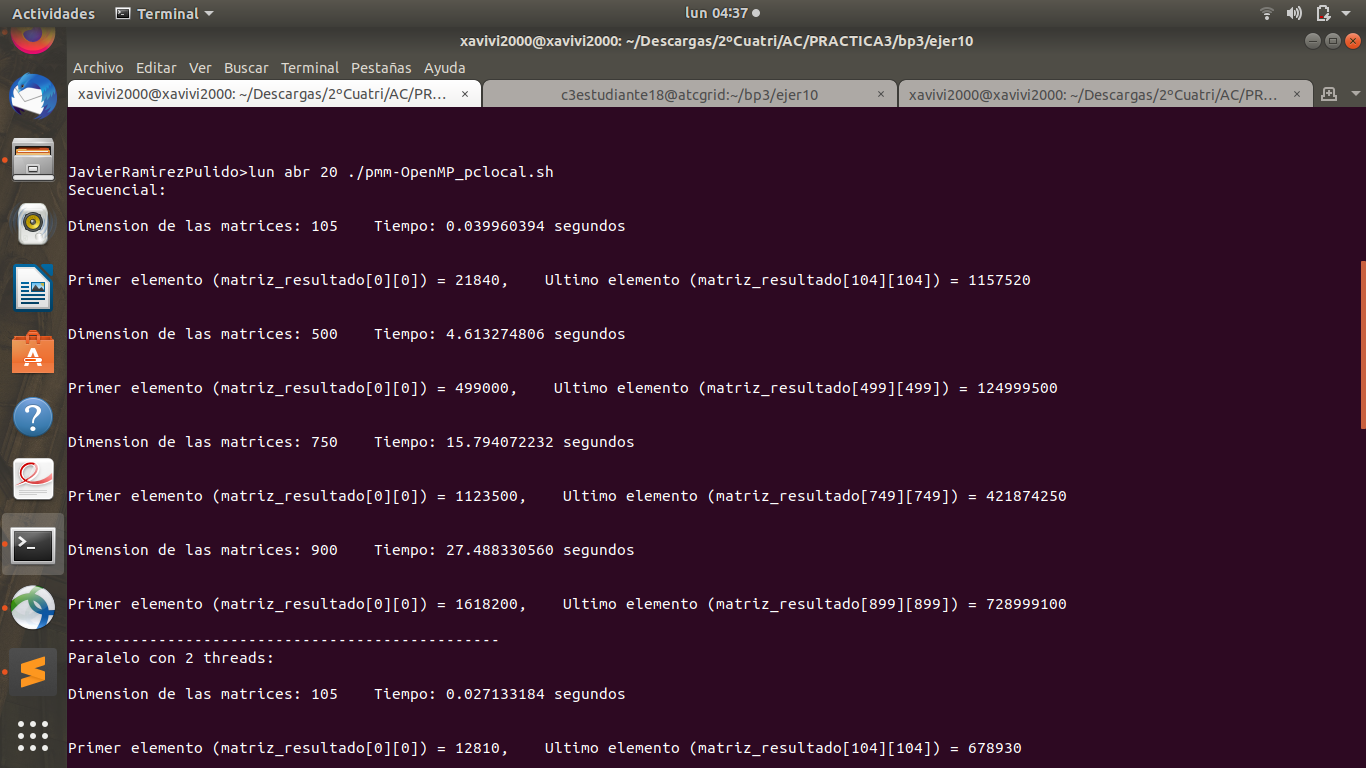 Actividades Terminal lun 04:37
xavivi2000@xavivi2000: ~/Descargas/2ºCuatri/AC/PRACTICA3/bp3/ejer10
Archivo Editar Ver Buscar Terminal Pestañas Ayuda
xavivi2000@xavivi2000: ~/Descargas/2ºCuatri/AC/PR... × c3estudiante18@atcgrid:~/bp3/ejer10 × xavivi2000@xavivi2000: ~/Descargas/2ºCuatri/AC/PR... ×
JavierRamirezPulido>lun abr 20 ./pmm-OpenMP_pclocal.sh
Secuencial:
Dimension de las matrices: 105    Tiempo: 0.039960394 segundos
Primer elemento (matriz_resultado[0][0]) = 21840,    Ultimo elemento (matriz_resultado[104][104]) = 1157520
Dimension de las matrices: 500    Tiempo: 4.613274806 segundos
Primer elemento (matriz_resultado[0][0]) = 499000,    Ultimo elemento (matriz_resultado[499][499]) = 124999500
Dimension de las matrices: 750    Tiempo: 15.794072232 segundos
Primer elemento (matriz_resultado[0][0]) = 1123500,    Ultimo elemento (matriz_resultado[749][749]) = 421874250
Dimension de las matrices: 900    Tiempo: 27.488330560 segundos
Primer elemento (matriz_resultado[0][0]) = 1618200,    Ultimo elemento (matriz_resultado[899][899]) = 728999100
------------------------------------------------
Paralelo con 2 threads:
Dimension de las matrices: 105    Tiempo: 0.027133184 segundos
Primer elemento (matriz_resultado[0][0]) = 12810,    Ultimo elemento (matriz_resultado[104][104]) = 678930